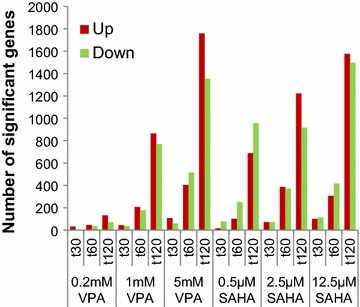 Number of significant genes
2000
1800
1600
1400
1200
1000
800
600
400
200
0
Up
Down
t30 t60 t120 t30 t60 t120 t30 t60 t120 t30 t60 t120 t30 t60 t120 t30 t60 t120
0.2mM 1mM 5mM 0.5µM 2.5µM 12.5µM
VPA VPA VPA SAHA SAHA SAHA